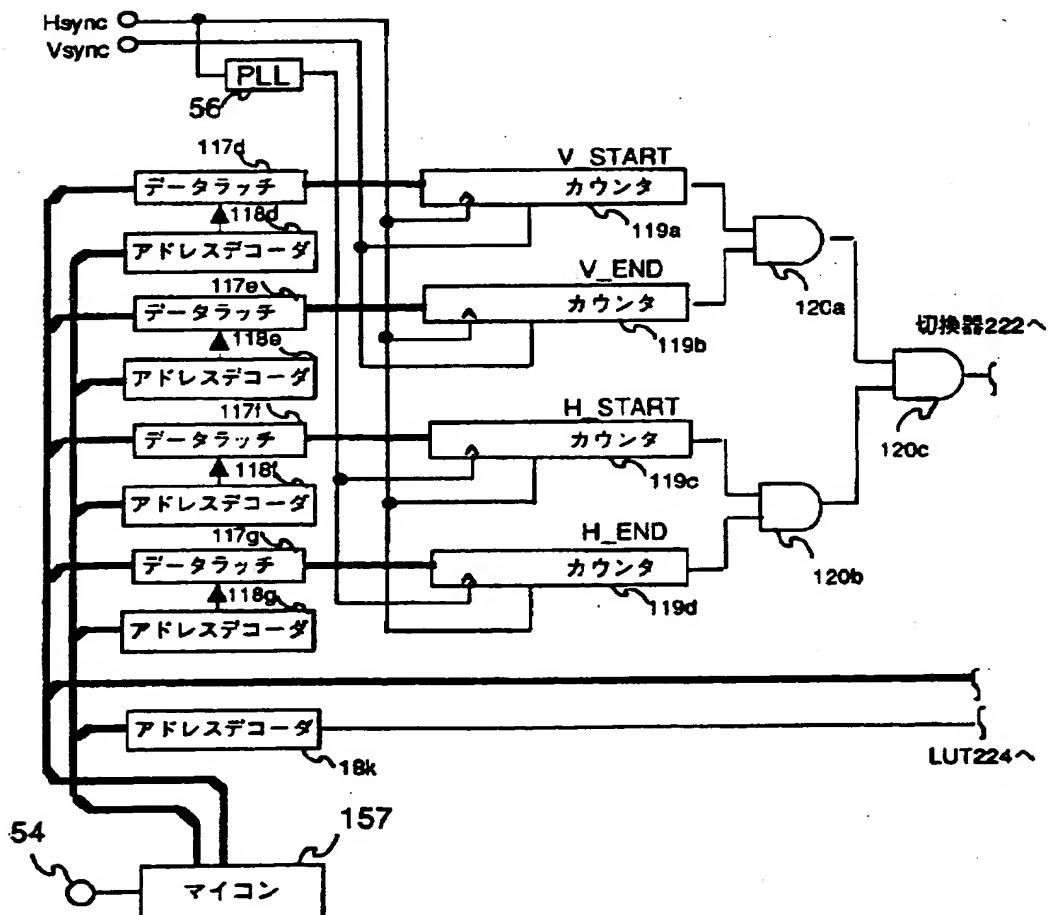 Hsync
Vsync
PLL
56
117d
V_START
データラッチ
カウンタ
118d
119a
アドレスデコーダ
117e
V_END
120a
データラッチ
カウンタ
切換器222へ
118e
119b
アドレスデコーダ
117f
H_START
データラッチ
カウンタ
120c
118f
119c
アドレスデコーダ
117g
H_END
データラッチ
カウンタ
120b
118g
119d
アドレスデコーダ
アドレスデコーダ
18k
LUT224へ
54
157
マイコン